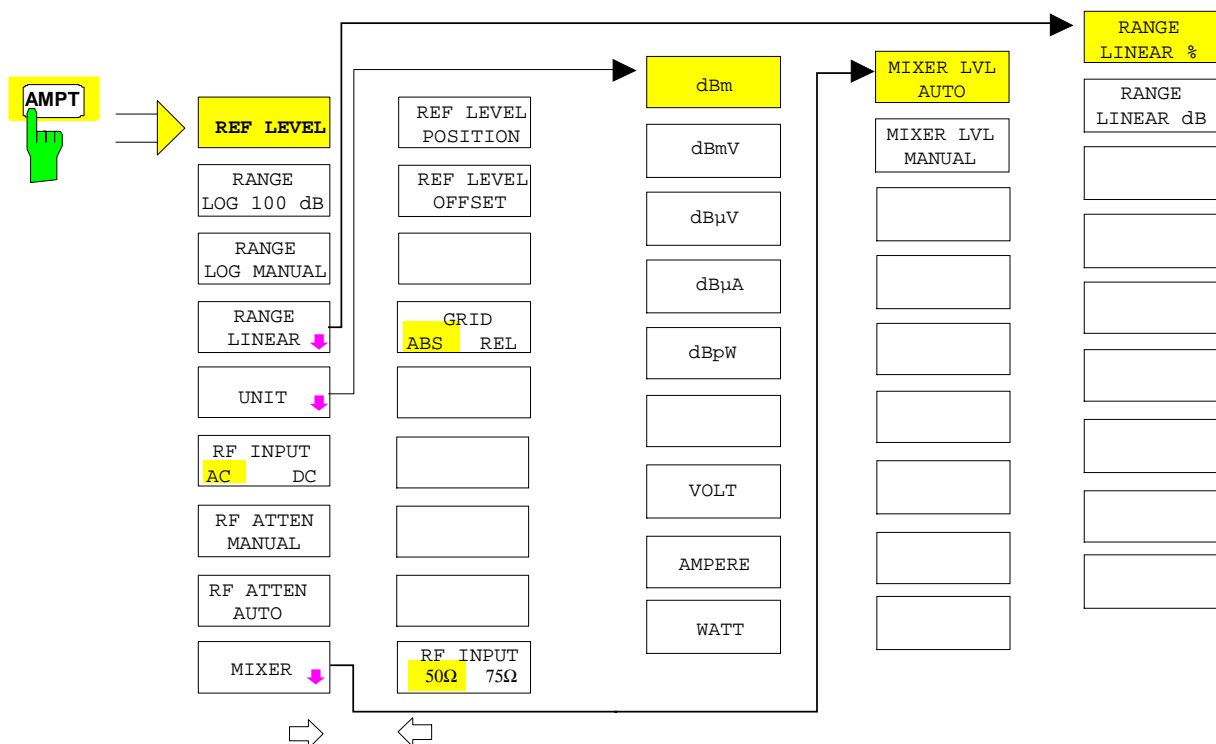 AMPT
REF LEVEL
RANGE
LOG 100 dB
RANGE
LOG MANUAL
RANGE
LINEAR
UNIT
RF INPUT
AC DC
RF ATTEN
MANUAL
RF ATTEN
AUTO
MIXER
REF LEVEL
POSITION
REF LEVEL
OFFSET
GRID
ABS REL
RF INPUT
50Ω 75Ω
dBm
dBmV
dBµV
dBµA
dBpW
VOLT
AMPERE
WATT
MIXER LVL
AUTO
MIXER LVL
MANUAL
RANGE
LINEAR %
RANGE
LINEAR dB